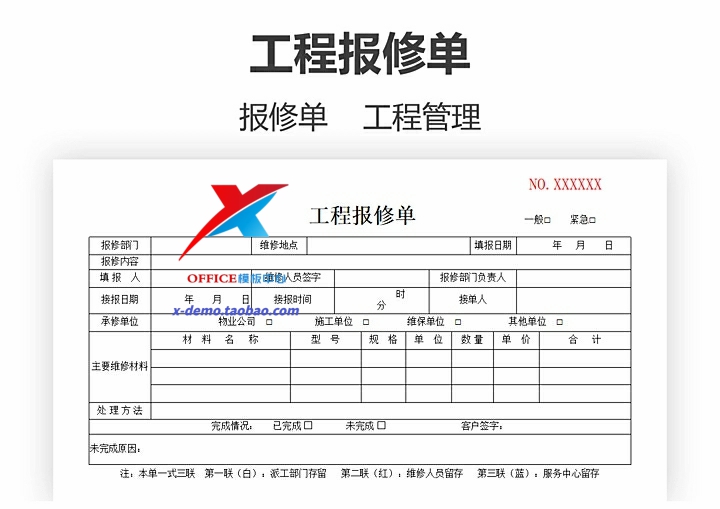 工程报修单
报修单 工程管理
NO. XXXXXX
工程报修单
一般□ 紧急□
报修部门 维修地点 填报日期 年 月 日
报修内容
填 报 人 维修人员签字 报修部门负责人
OFFICE模板
接报日期 年 月 日 接报时间 时 分 接单人
x-demo.taobao.com
承修单位 物业公司 □ 施工单位 □ 维保单位 □ 其他单位 □
主要维修材料 材 料 名 称 型 号 规 格 单 位 数量 单 价 合 计
处理方法
完成情况： 已完成□ 未完成□ 客户签字：
未完成原因：
注：本单一式三联 第一联（白）：派工部门存留 第二联（红）：维修人员留存 第三联（蓝）：服务中心留存